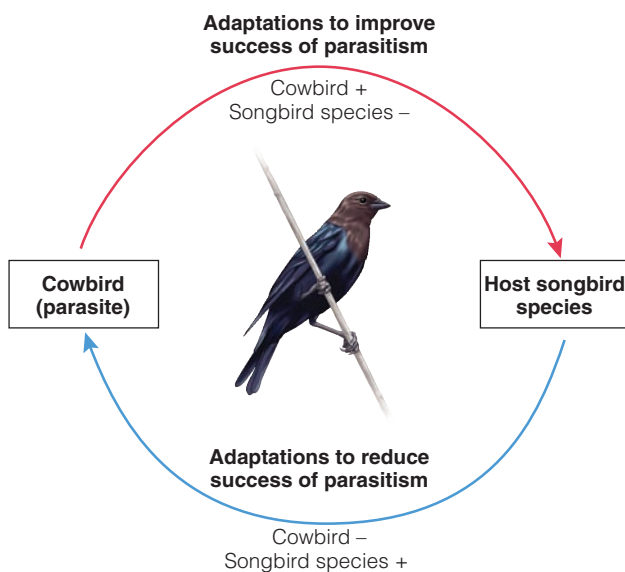 Adaptations to improve
success of parasitism
Cowbird +
Songbird species –
Cowbird
(parasite)
Host songbird
species
Adaptations to reduce
success of parasitism
Cowbird –
Songbird species +